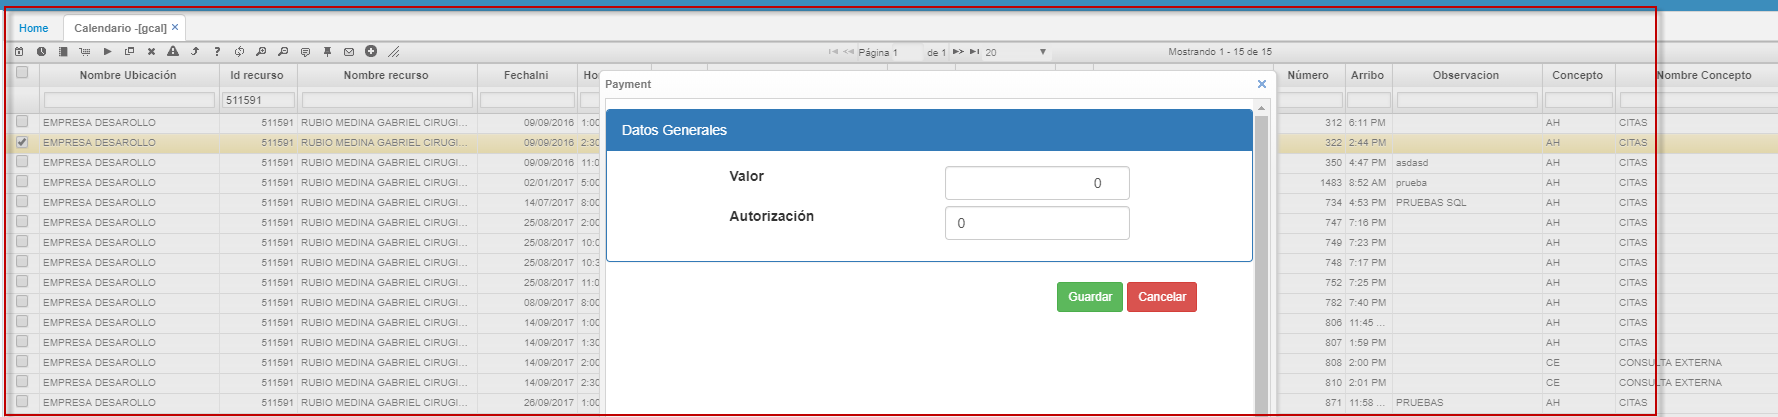 Home Calendario -[gcal] ×
Página 1 de 1 20 Mostrando 1 - 15 de 15
Nombre Ubicación Id recurso Nombre recurso FechaIni Número Arribo Observacion Concepto Nombre Concepto
511591
Payment
Datos Generales
Valor 0
Autorización 0
Guardar Cancelar
EMPRESA DESAROLLO 511591 RUBIO MEDINA GABRIEL CIRUGI... 09/09/2016 1:00 312 6:11 PM AH CITAS
EMPRESA DESAROLLO 511591 RUBIO MEDINA GABRIEL CIRUGI... 09/09/2016 2:30 322 2:44 PM AH CITAS
EMPRESA DESAROLLO 511591 RUBIO MEDINA GABRIEL CIRUGI... 09/09/2016 11:0 350 4:47 PM asdasd AH CITAS
EMPRESA DESAROLLO 511591 RUBIO MEDINA GABRIEL CIRUGI... 02/01/2017 5:00 1483 8:52 AM prueba AH CITAS
EMPRESA DESAROLLO 511591 RUBIO MEDINA GABRIEL CIRUGI... 14/07/2017 8:00 734 4:53 PM PRUEBAS SQL AH CITAS
EMPRESA DESAROLLO 511591 RUBIO MEDINA GABRIEL CIRUGI... 25/08/2017 2:00 747 7:16 PM AH CITAS
EMPRESA DESAROLLO 511591 RUBIO MEDINA GABRIEL CIRUGI... 25/08/2017 10:0 749 7:23 PM AH CITAS
EMPRESA DESAROLLO 511591 RUBIO MEDINA GABRIEL CIRUGI... 25/08/2017 10:3 748 7:17 PM AH CITAS
EMPRESA DESAROLLO 511591 RUBIO MEDINA GABRIEL CIRUGI... 25/08/2017 11:0 752 7:25 PM AH CITAS
EMPRESA DESAROLLO 511591 RUBIO MEDINA GABRIEL CIRUGI... 08/09/2017 8:00 782 7:40 PM AH CITAS
EMPRESA DESAROLLO 511591 RUBIO MEDINA GABRIEL CIRUGI... 14/09/2017 1:00 806 11:45 ... AH CITAS
EMPRESA DESAROLLO 511591 RUBIO MEDINA GABRIEL CIRUGI... 14/09/2017 1:30 807 1:59 PM AH CITAS
EMPRESA DESAROLLO 511591 RUBIO MEDINA GABRIEL CIRUGI... 14/09/2017 2:00 808 2:00 PM CE CONSULTA EXTERNA
EMPRESA DESAROLLO 511591 RUBIO MEDINA GABRIEL CIRUGI... 14/09/2017 2:30 810 2:01 PM CE CONSULTA EXTERNA
EMPRESA DESAROLLO 511591 RUBIO MEDINA GABRIEL CIRUGI... 26/09/2017 1:00 871 11:58 ... PRUEBAS AH CITAS